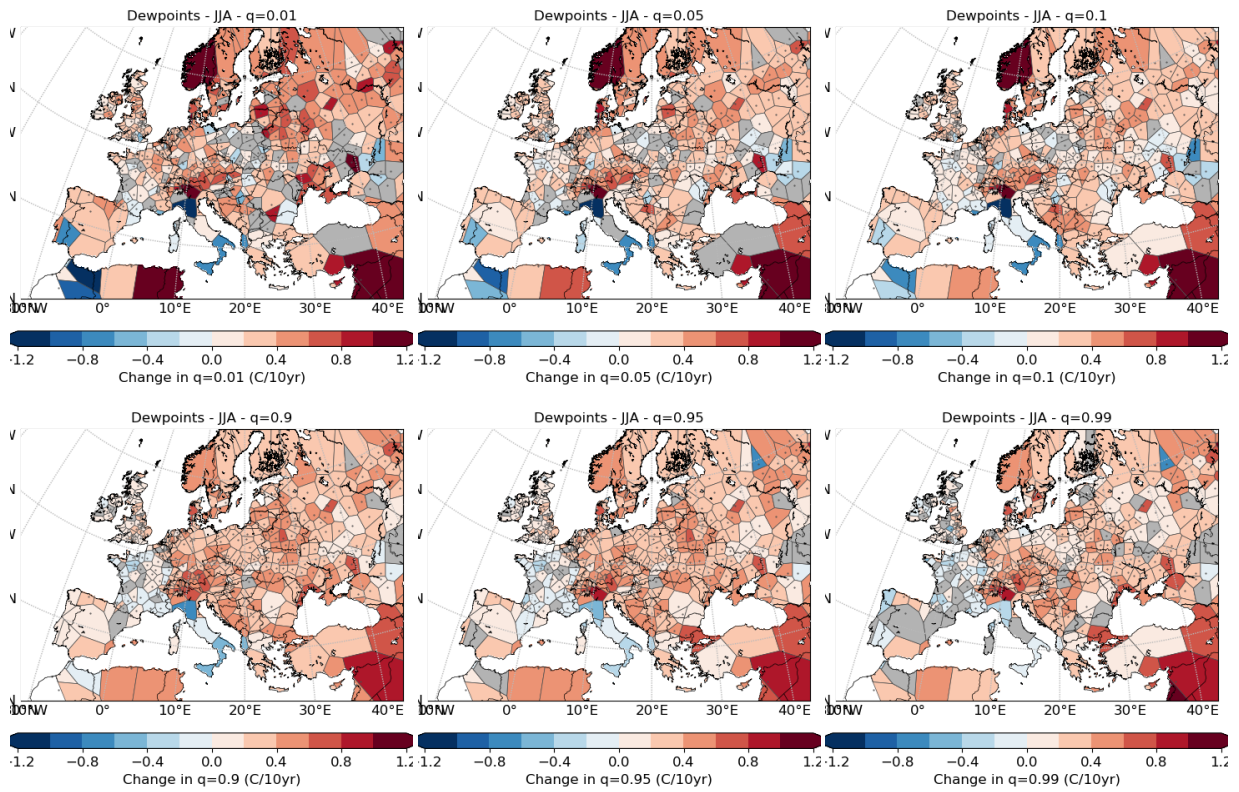 Dewpoints - JJA - q=0.01 Dewpoints - JJA - q=0.05 Dewpoints - JJA - q=0.1
W W W
N N N
W W W
N N N
N N N
0° 10°E 20°E 30°E 40°E 0° 10°E 20°E 30°E 40°E 0° 10°E 20°E 30°E 40°E
1.2 −0.8 −0.4 0.0 0.4 0.8 1.2 1.2 −0.8 −0.4 0.0 0.4 0.8 1.2 1.2 −0.8 −0.4 0.0 0.4 0.8 1.2
Change in q=0.01 (C/10yr) Change in q=0.05 (C/10yr) Change in q=0.1 (C/10yr)
Dewpoints - JJA - q=0.9 Dewpoints - JJA - q=0.95 Dewpoints - JJA - q=0.99
W W W
N N N
W W W
N N N
N N N
0° 10°E 20°E 30°E 40°E 0° 10°E 20°E 30°E 40°E 0° 10°E 20°E 30°E 40°E
1.2 −0.8 −0.4 0.0 0.4 0.8 1.2 1.2 −0.8 −0.4 0.0 0.4 0.8 1.2 1.2 −0.8 −0.4 0.0 0.4 0.8 1.2
Change in q=0.9 (C/10yr) Change in q=0.95 (C/10yr) Change in q=0.99 (C/10yr)